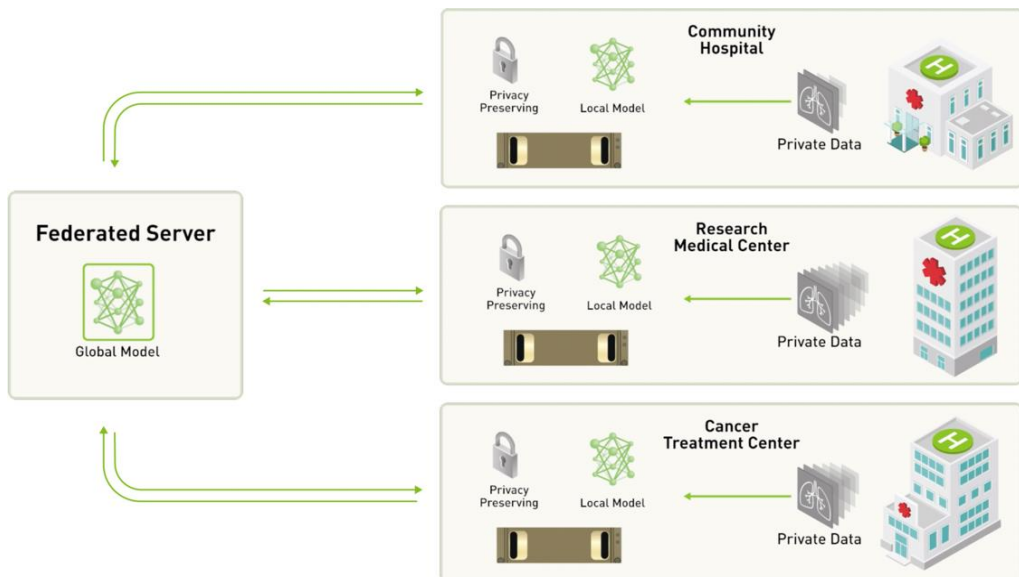 Community
Hospital
Privacy
Preserving
Local Model
Private Data
H
Federated Server
Global Model
Research
Medical Center
Privacy
Preserving
Local Model
Private Data
H
Cancer
Treatment Center
Privacy
Preserving
Local Model
Private Data
H